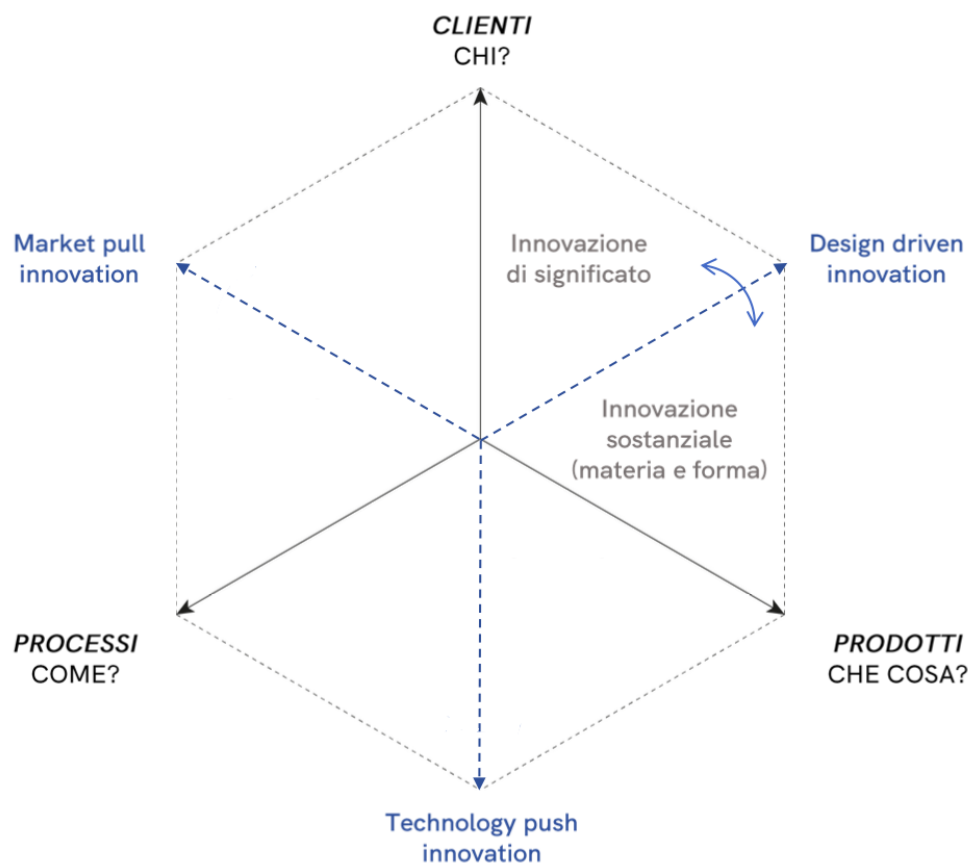 CLIENTI
CHI?
Market pull
innovation
Innovazione
di significato
Design driven
innovation
Innovazione
sostanziale
(materia e forma)
PROCESSI
COME?
PRODOTTI
CHE COSA?
Technology push
innovation